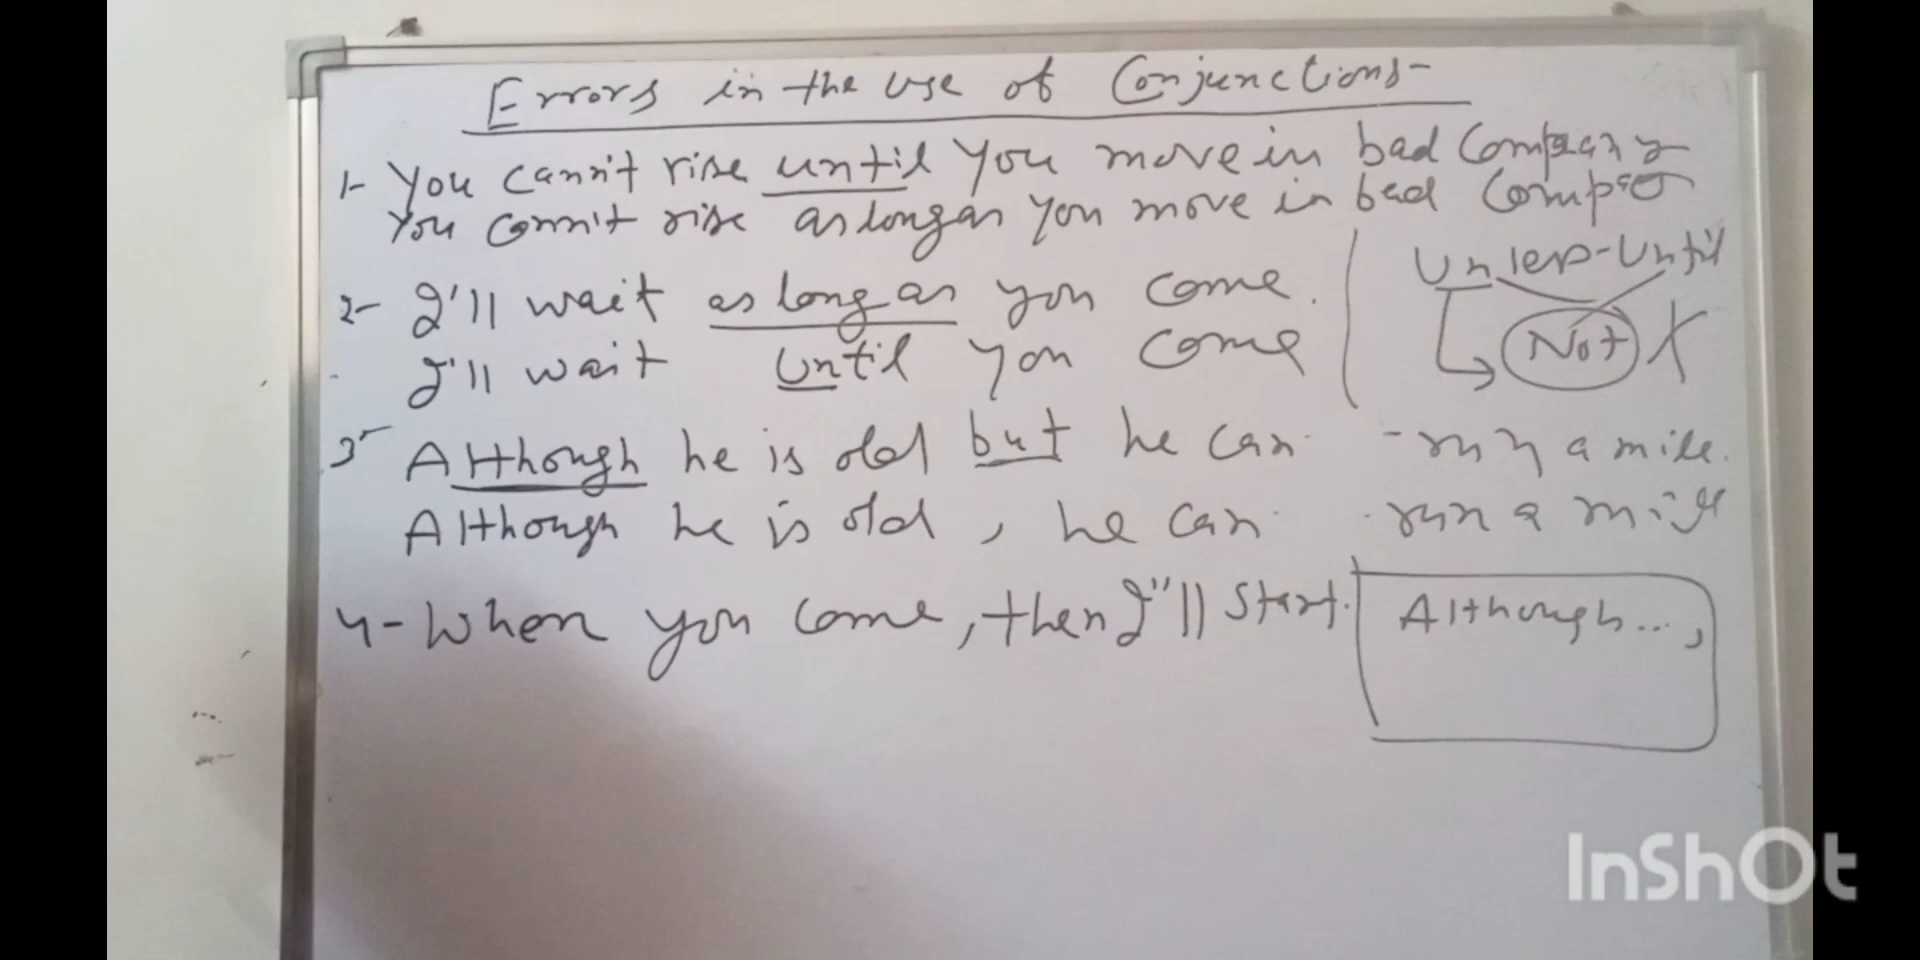 Errors in the use of Conjunctions-
1- You cann't rise until you move in bad Company
You cann't rise as long as you move in bad Comp
2- I'll wait as long as you come.
I'll wait until you come
Unless-Until
Not X
3- Although he is old but he can run a mile.
Although he is old, he can run a mile
4- When you come, then I'll start.
Although...,
InShOt